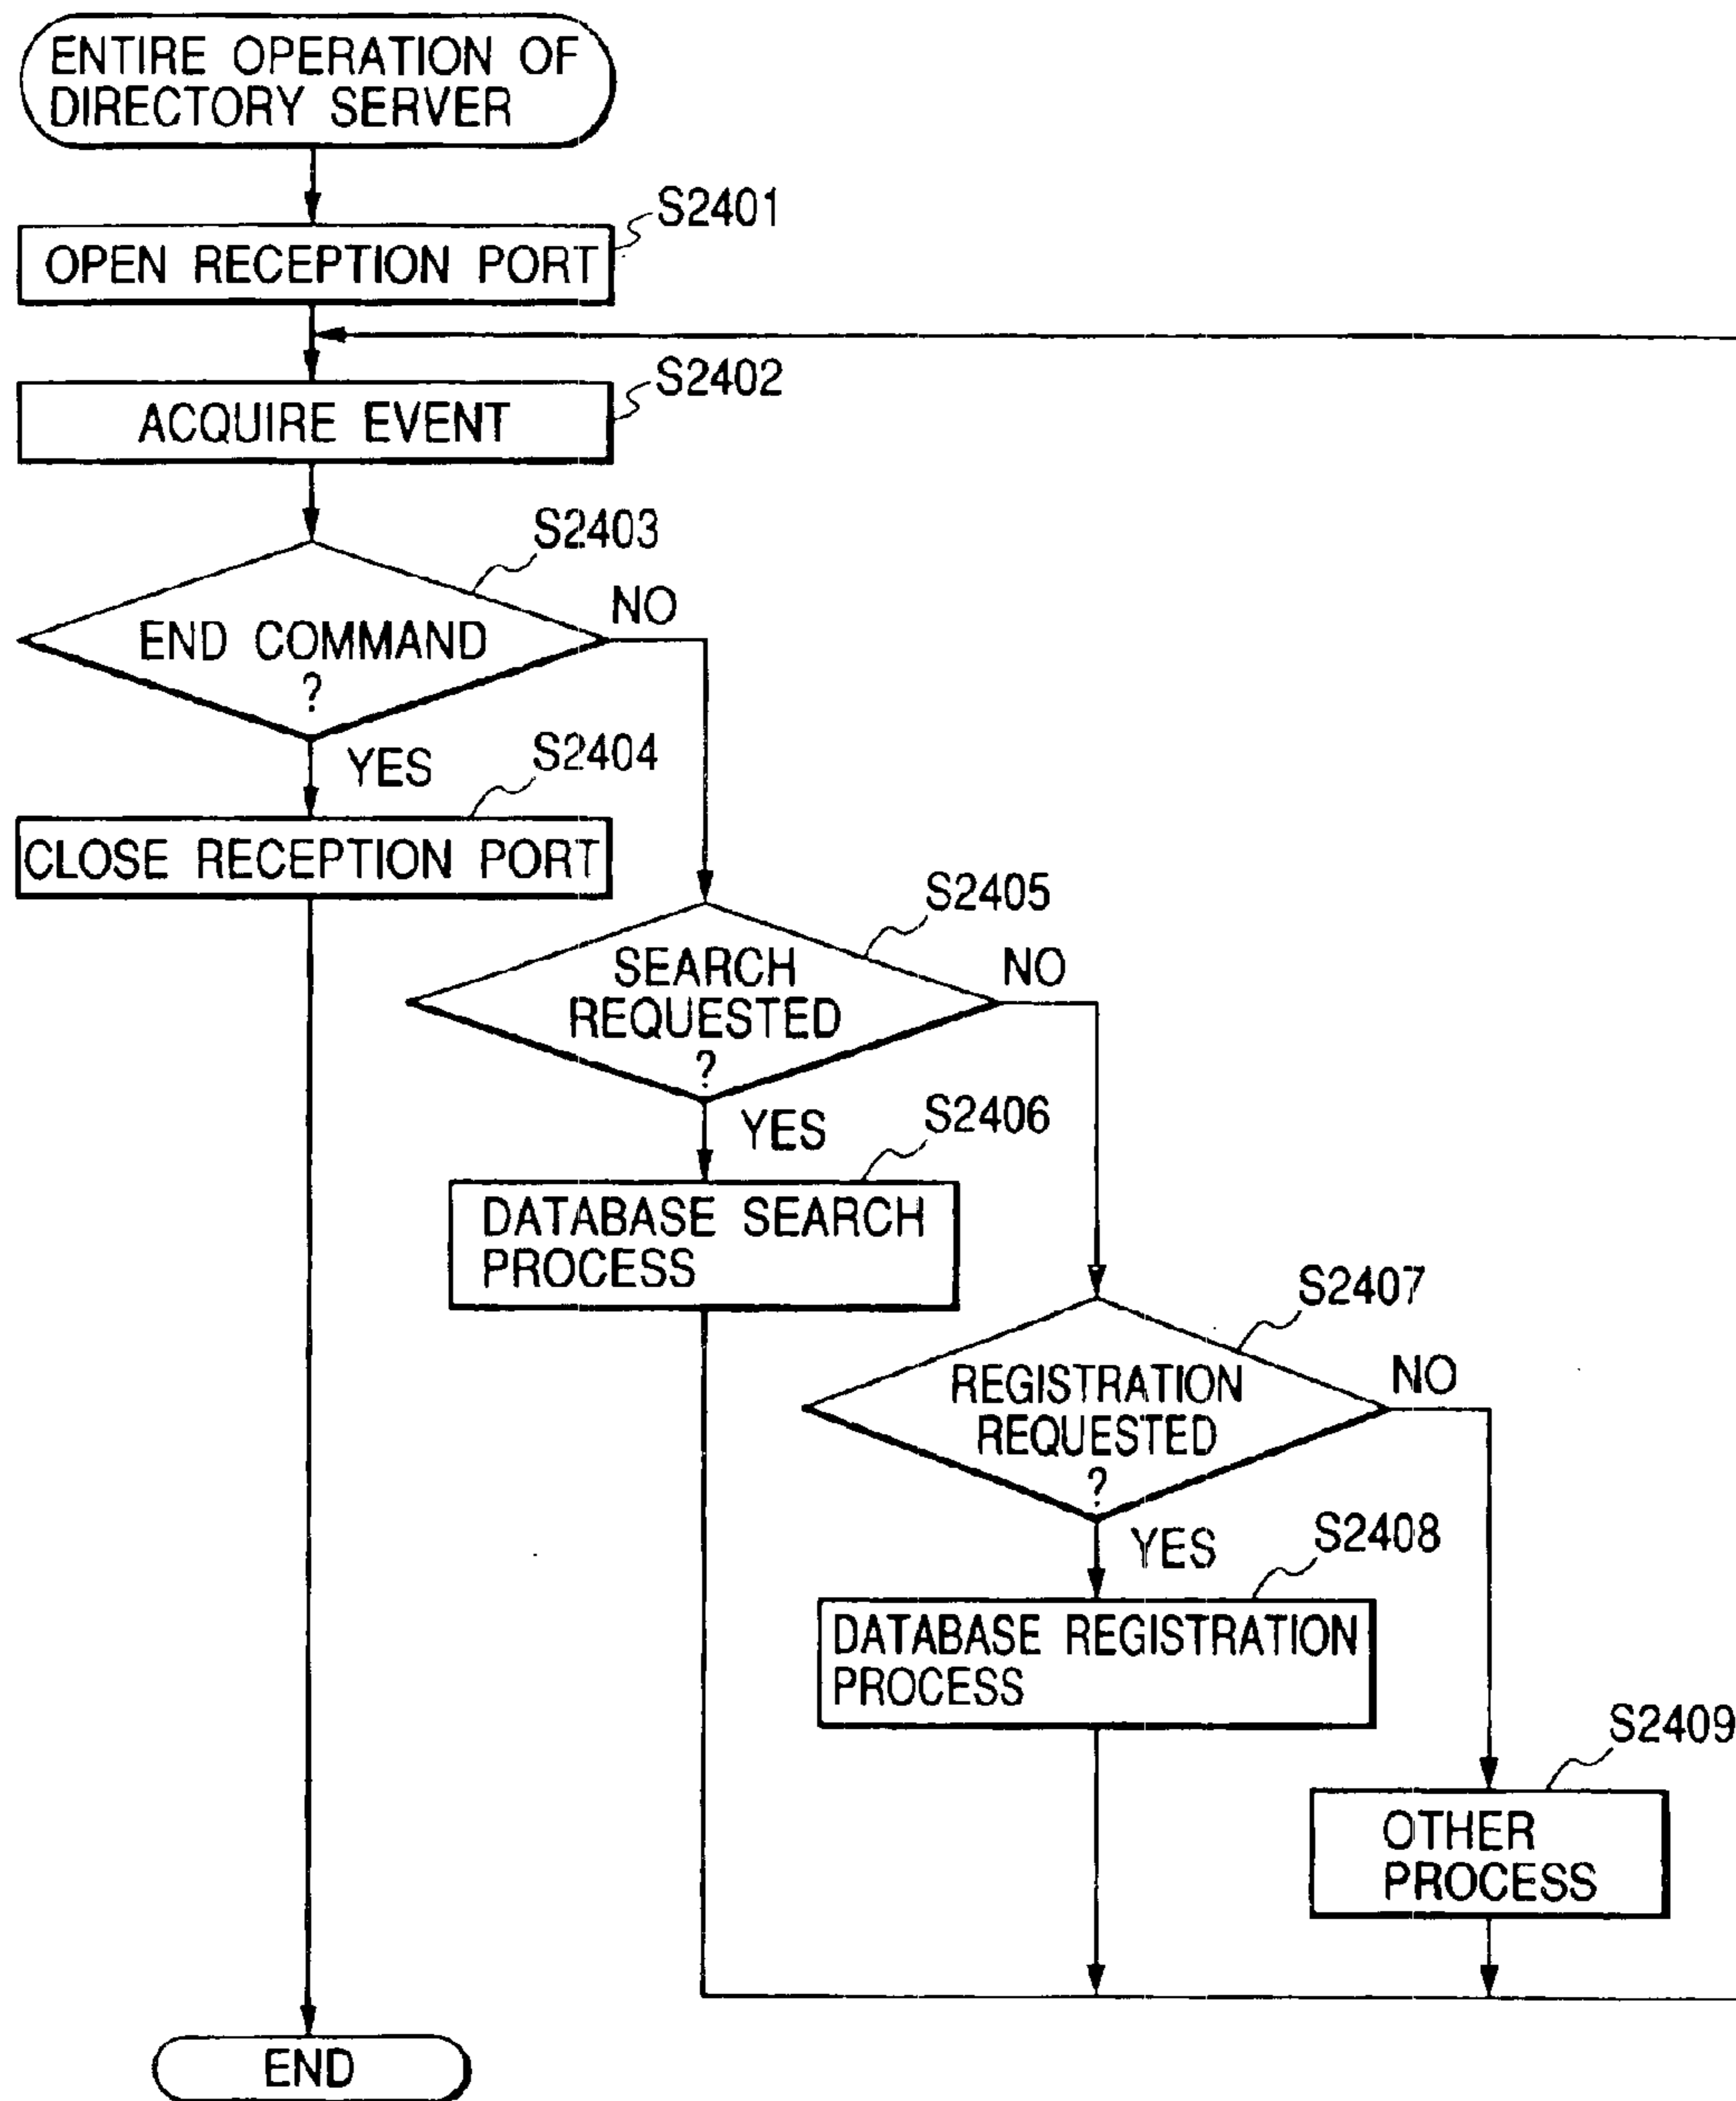 ENTIRE OPERATION OF
DIRECTORY SERVER
S2401
OPEN RECEPTION PORT
S2402
ACQUIRE EVENT
S2403
END COMMAND
?
NO
YES
S2404
CLOSE RECEPTION PORT
S2405
SEARCH
REQUESTED
?
NO
YES
S2406
DATABASE SEARCH
PROCESS
S2407
REGISTRATION
REQUESTED
?
NO
YES
S2408
DATABASE REGISTRATION
PROCESS
S2409
OTHER
PROCESS
END